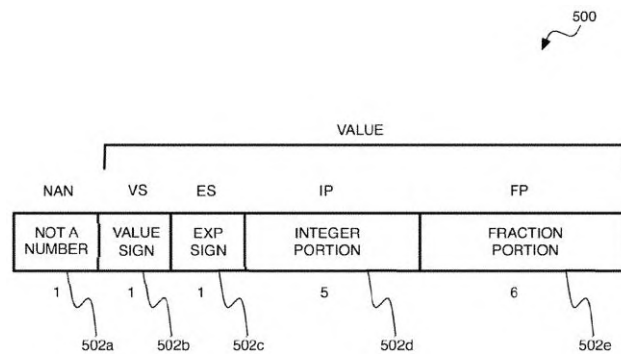 500
VALUE
NAN VS ES IP FP
NOT A NUMBER VALUE SIGN EXP SIGN INTEGER PORTION FRACTION PORTION
1 1 1 5 6
502a 502b 502c 502d 502e